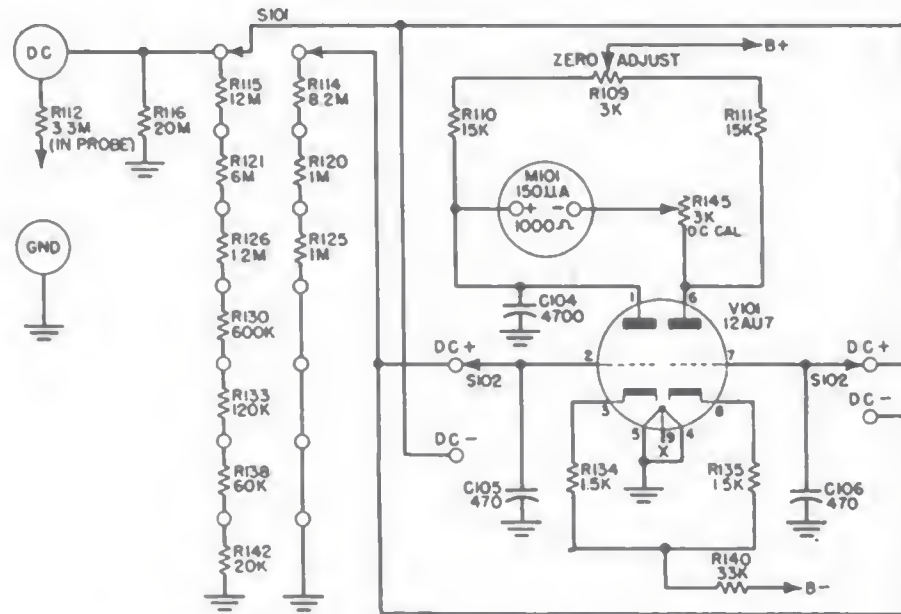 S101
DC
R112
3.3M
(IN PROBE)
R116
20M
R115
12M
R114
8.2M
R121
6M
R120
1M
R126
1.2M
R125
1M
R130
600K
R133
120K
R138
60K
R142
20K
GND
ZERO ADJUST
B+
R109
3K
R110
15K
R111
15K
M101
150µA
+ -
1000Ω
R145
3K
DC CAL
C104
4700
1
6
V101
12AU7
DC+
S102
2
7
DC+
S102
DC-
DC-
3
8
5
9
4
X
R134
1.5K
R135
1.5K
C105
470
C106
470
R140
33K
B-